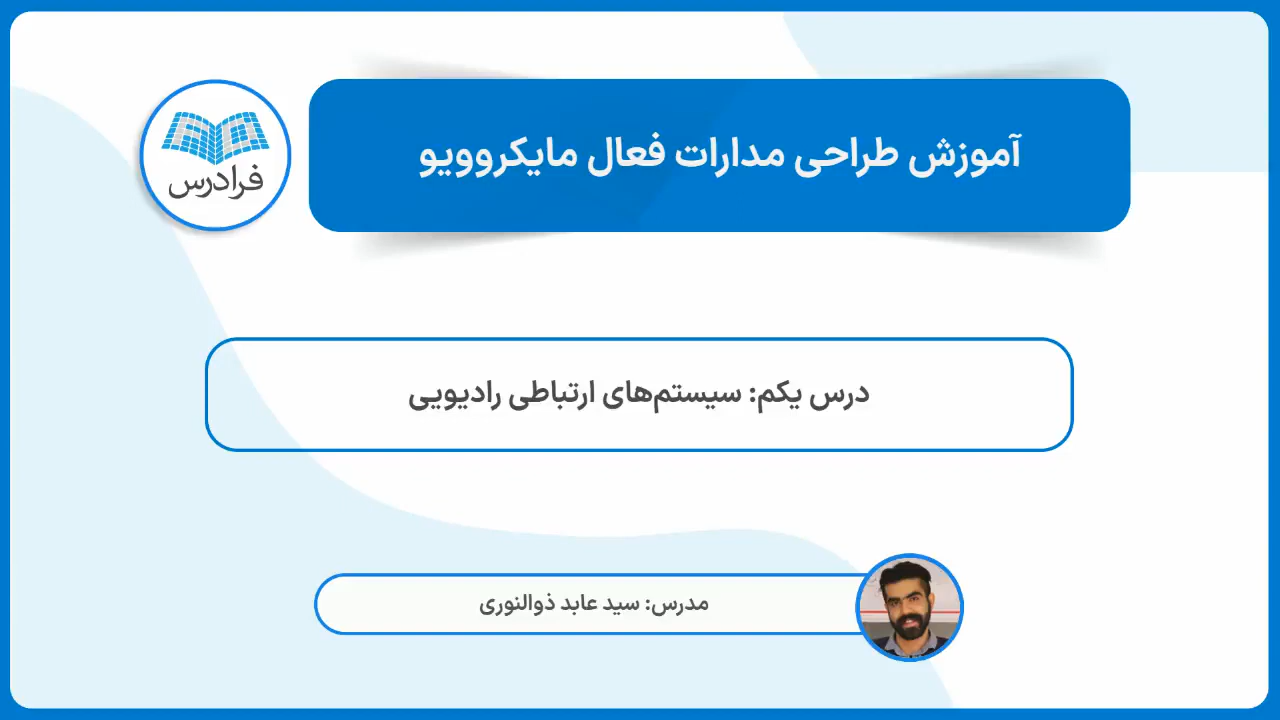 آموزش طراحی مدارات فعال مایکروویو
فرادرس
درس یکم: سیستم‌های ارتباطی رادیویی
مدرس: سید عابد ذوالنوری